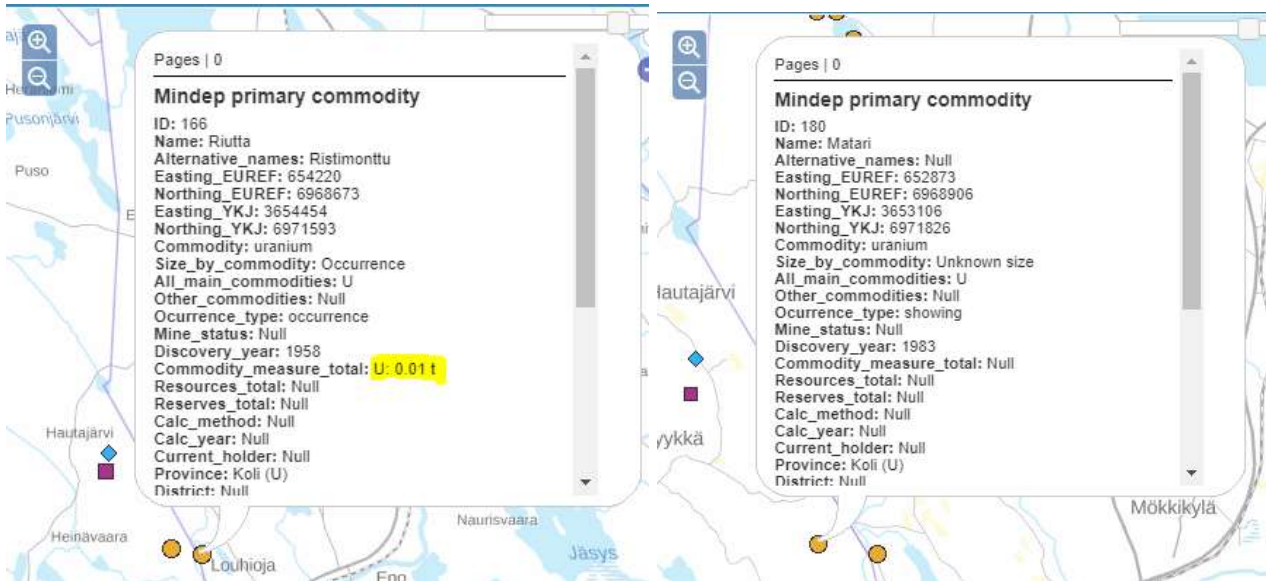 Pages | 0
Mindep primary commodity
ID: 166
Name: Riutta
Alternative_names: Ristimonttu
Easting_EUREF: 654220
Northing_EUREF: 6968673
Easting_YKJ: 3654454
Northing_YKJ: 6971593
Commodity: uranium
Size_by_commodity: Occurrence
All_main_commodities: U
Other_commodities: Null
Ocurrence_type: occurrence
Mine_status: Null
Discovery_year: 1958
Commodity_measure_total: U: 0.01 t
Resources_total: Null
Reserves_total: Null
Calc_method: Null
Calc_year: Null
Current_holder: Null
Province: Koli (U)
District: Null
Pusonjärvi
Puso
Hautajärvi
Heinävaara
Louhioja
Naurisvaara
Jäsys
Eno
Pages | 0
Mindep primary commodity
ID: 180
Name: Matari
Alternative_names: Null
Easting_EUREF: 652873
Northing_EUREF: 6968906
Easting_YKJ: 3653106
Northing_YKJ: 6971826
Commodity: uranium
Size_by_commodity: Unknown size
All_main_commodities: U
Other_commodities: Null
Ocurrence_type: showing
Mine_status: Null
Discovery_year: 1983
Commodity_measure_total: Null
Resources_total: Null
Reserves_total: Null
Calc_method: Null
Calc_year: Null
Current_holder: Null
Province: Koli (U)
District: Null
lautajärvi
yykkä
Mökkikylä